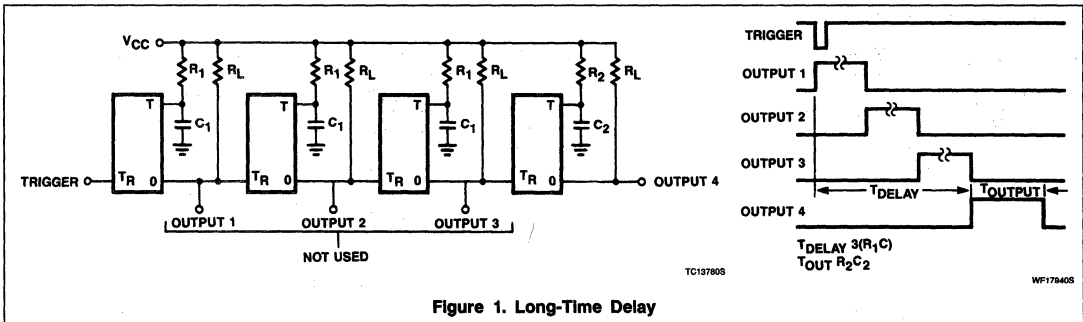 VCC
R1 RL R1 RL R1 RL R2 RL
T T T T
C1 C1 C1 C2
TRIGGER TR 0 TR 0 TR 0 TR 0 OUTPUT 4
OUTPUT 1 OUTPUT 2 OUTPUT 3
NOT USED
TC13780S
TRIGGER
OUTPUT 1
OUTPUT 2
OUTPUT 3
TDELAY TOUTPUT
OUTPUT 4
TDELAY 3(R1C)
TOUT R2C2
WF17940S
Figure 1. Long-Time Delay